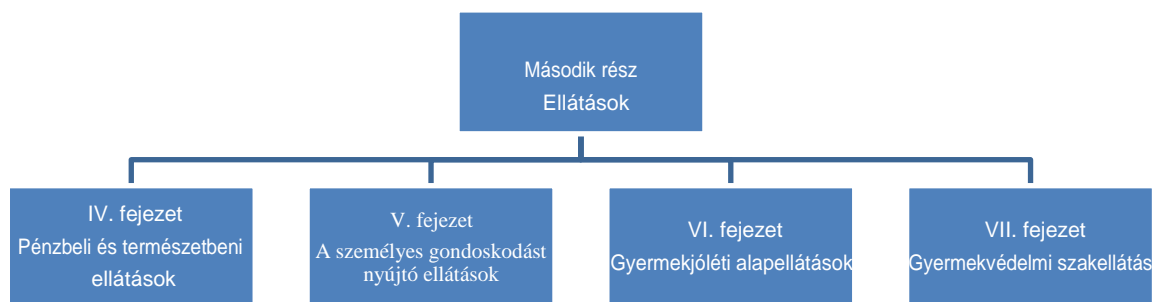 Második rész
Ellátások
IV. fejezet
Pénzbeli és természetbeni
ellátások
V. fejezet
A személyes gondoskodást
nyújtó ellátások
VI. fejezet
Gyermekjóléti alapellátások
VII. fejezet
Gyermekvédelmi szakellátás